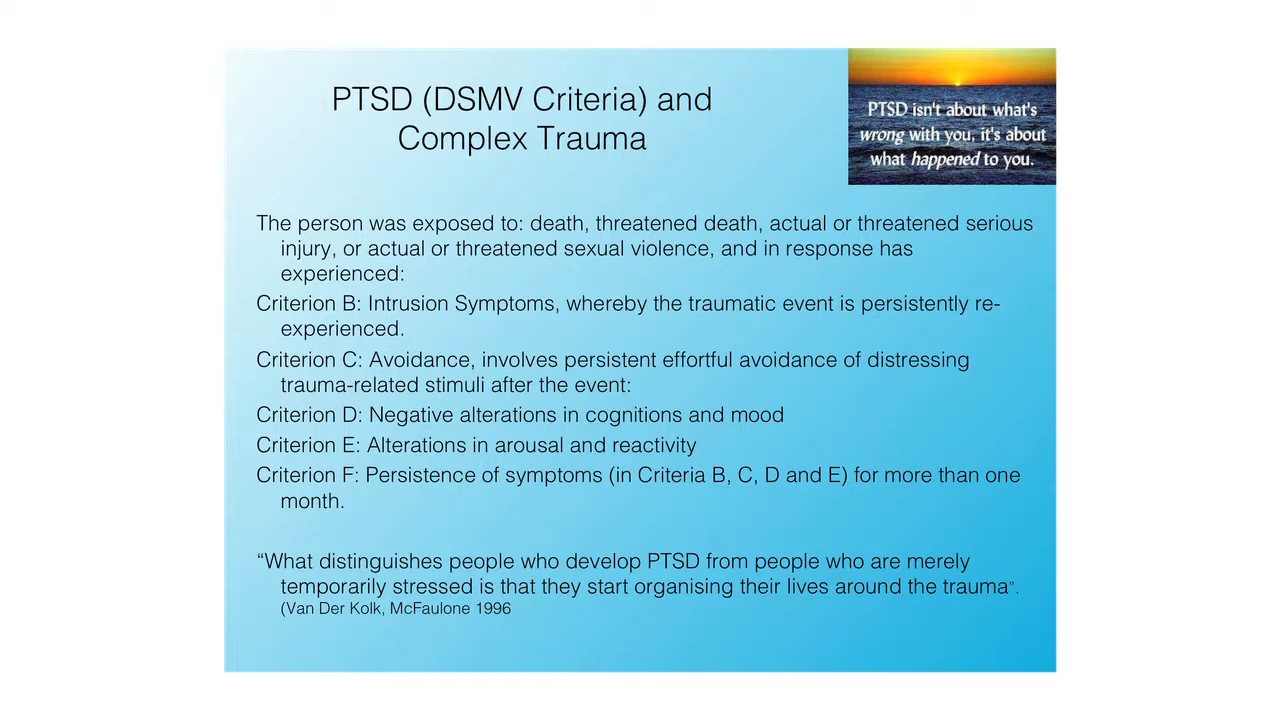 PTSD (DSMV Criteria) and
Complex Trauma
PTSD isn't about what's
wrong with you, it's about
what happened to you.
The person was exposed to: death, threatened death, actual or threatened serious
injury, or actual or threatened sexual violence, and in response has
experienced:
Criterion B: Intrusion Symptoms, whereby the traumatic event is persistently re-
experienced.
Criterion C: Avoidance, involves persistent effortful avoidance of distressing
trauma-related stimuli after the event:
Criterion D: Negative alterations in cognitions and mood
Criterion E: Alterations in arousal and reactivity
Criterion F: Persistence of symptoms (in Criteria B, C, D and E) for more than one
month.
“What distinguishes people who develop PTSD from people who are merely
temporarily stressed is that they start organising their lives around the trauma”.
(Van Der Kolk, McFaulone 1996